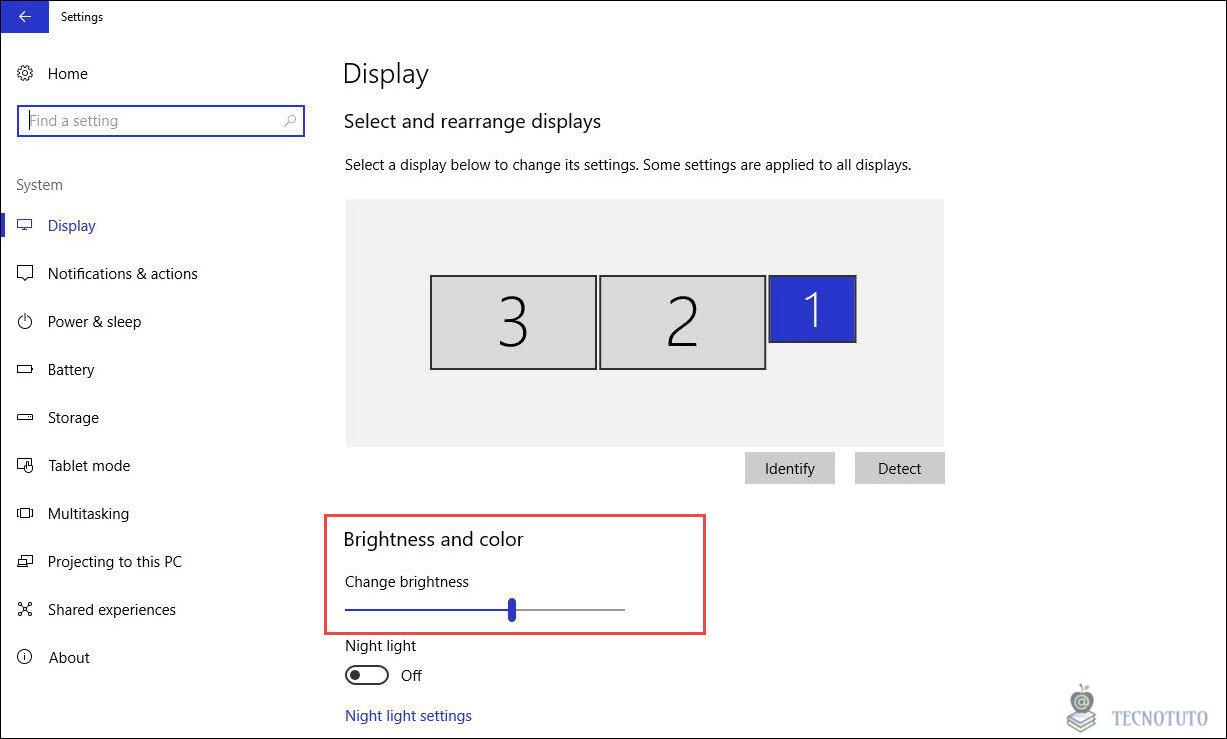 Settings
Home
Find a setting
System
Display
Notifications & actions
Power & sleep
Battery
Storage
Tablet mode
Multitasking
Projecting to this PC
Shared experiences
About
Display
Select and rearrange displays
Select a display below to change its settings. Some settings are applied to all displays.
3 2 1
Identify Detect
Brightness and color
Change brightness
Night light
Off
Night light settings
@
TECNOTUTO